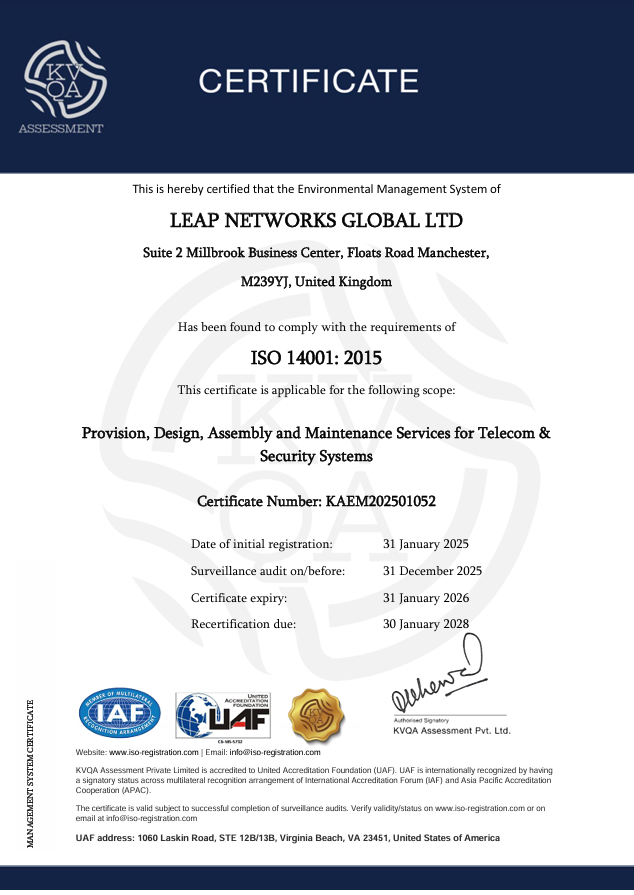 KV
QA
ASSESSMENT
CERTIFICATE
This is hereby certified that the Environmental Management System of
LEAP NETWORKS GLOBAL LTD
Suite 2 Millbrook Business Center, Floats Road Manchester,
M239YJ, United Kingdom
Has been found to comply with the requirements of
ISO 14001: 2015
This certificate is applicable for the following scope:
Provision, Design, Assembly and Maintenance Services for Telecom &
Security Systems
Certificate Number: KAEM202501052
Date of initial registration: 31 January 2025
Surveillance audit on/before: 31 December 2025
Certificate expiry: 31 January 2026
Recertification due: 30 January 2028
MEMBER OF MULTILATERAL
IAF
RECOGNITION ARRANGEMENT
UNITED
ACCREDITATION
FOUNDATION
UAF
CB-MS-5752
Authorised Signatory
KVQA Assessment Pvt. Ltd.
Website: www.iso-registration.com | Email: info@iso-registration.com
KVQA Assessment Private Limited is accredited to United Accreditation Foundation (UAF). UAF is internationally recognized by having
a signatory status across multilateral recognition arrangement of International Accreditation Forum (IAF) and Asia Pacific Accreditation
Cooperation (APAC).
The certificate is valid subject to successful completion of surveillance audits. Verify validity/status on www.iso-registration.com or on
email at info@iso-registration.com
UAF address: 1060 Laskin Road, STE 12B/13B, Virginia Beach, VA 23451, United States of America
MANAGEMENT SYSTEM CERTIFICATE